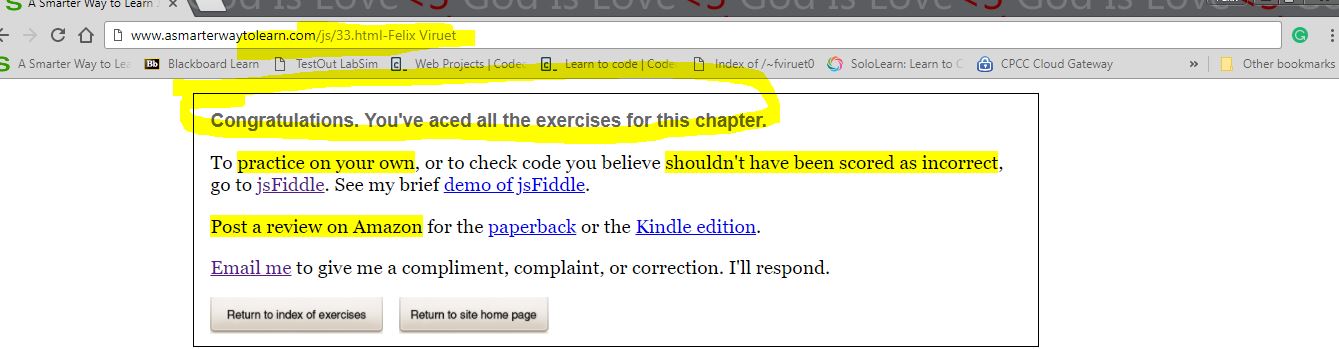 God is Love <3 God is Love <3 God is Love <3
A Smarter Way to Learn
www.asmarterwaytolearn.com/js/33.html-Felix Viruet
A Smarter Way to Lea Bb Blackboard Learn TestOut LabSim Web Projects | Codec Learn to code | Code Index of /~fviruet0 SoloLearn: Learn to C CPCC Cloud Gateway » Other bookmarks
Congratulations. You've aced all the exercises for this chapter.
To practice on your own, or to check code you believe shouldn't have been scored as incorrect,
go to jsFiddle. See my brief demo of jsFiddle.
Post a review on Amazon for the paperback or the Kindle edition.
Email me to give me a compliment, complaint, or correction. I'll respond.
Return to index of exercises Return to site home page